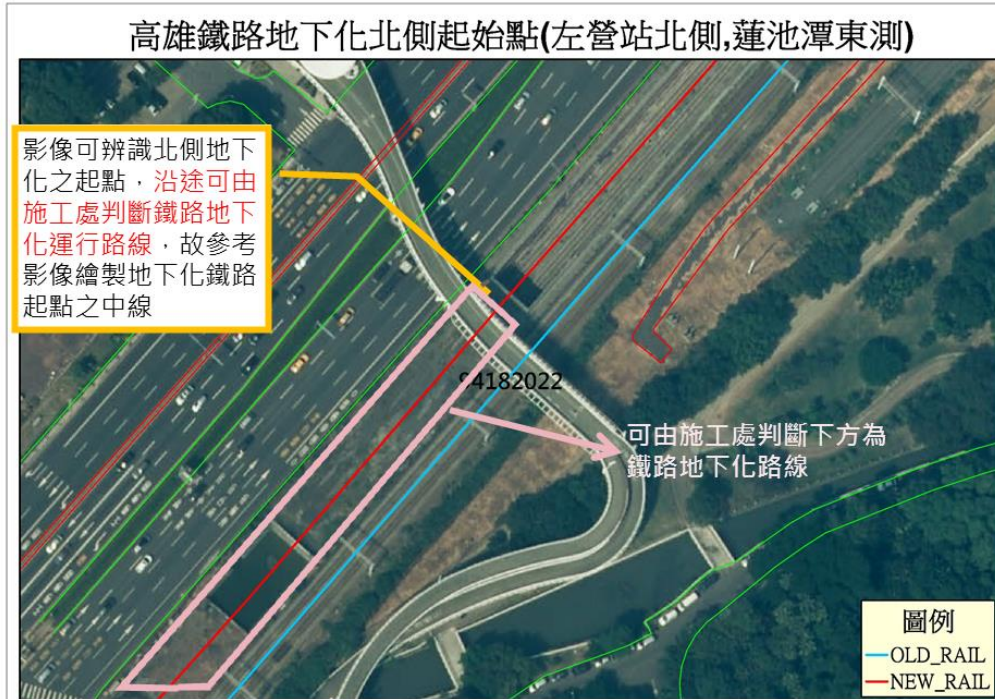 高雄鐵路地下化北側起始點(左營站北側,蓮池潭東測)
影像可辨識北側地下
化之起點，沿途可由
施工處判斷鐵路地下
化運行路線，故參考
影像繪製地下化鐵路
起點之中線
94182022
可由施工處判斷下方為
鐵路地下化路線
圖例
OLD_RAIL
NEW_RAIL